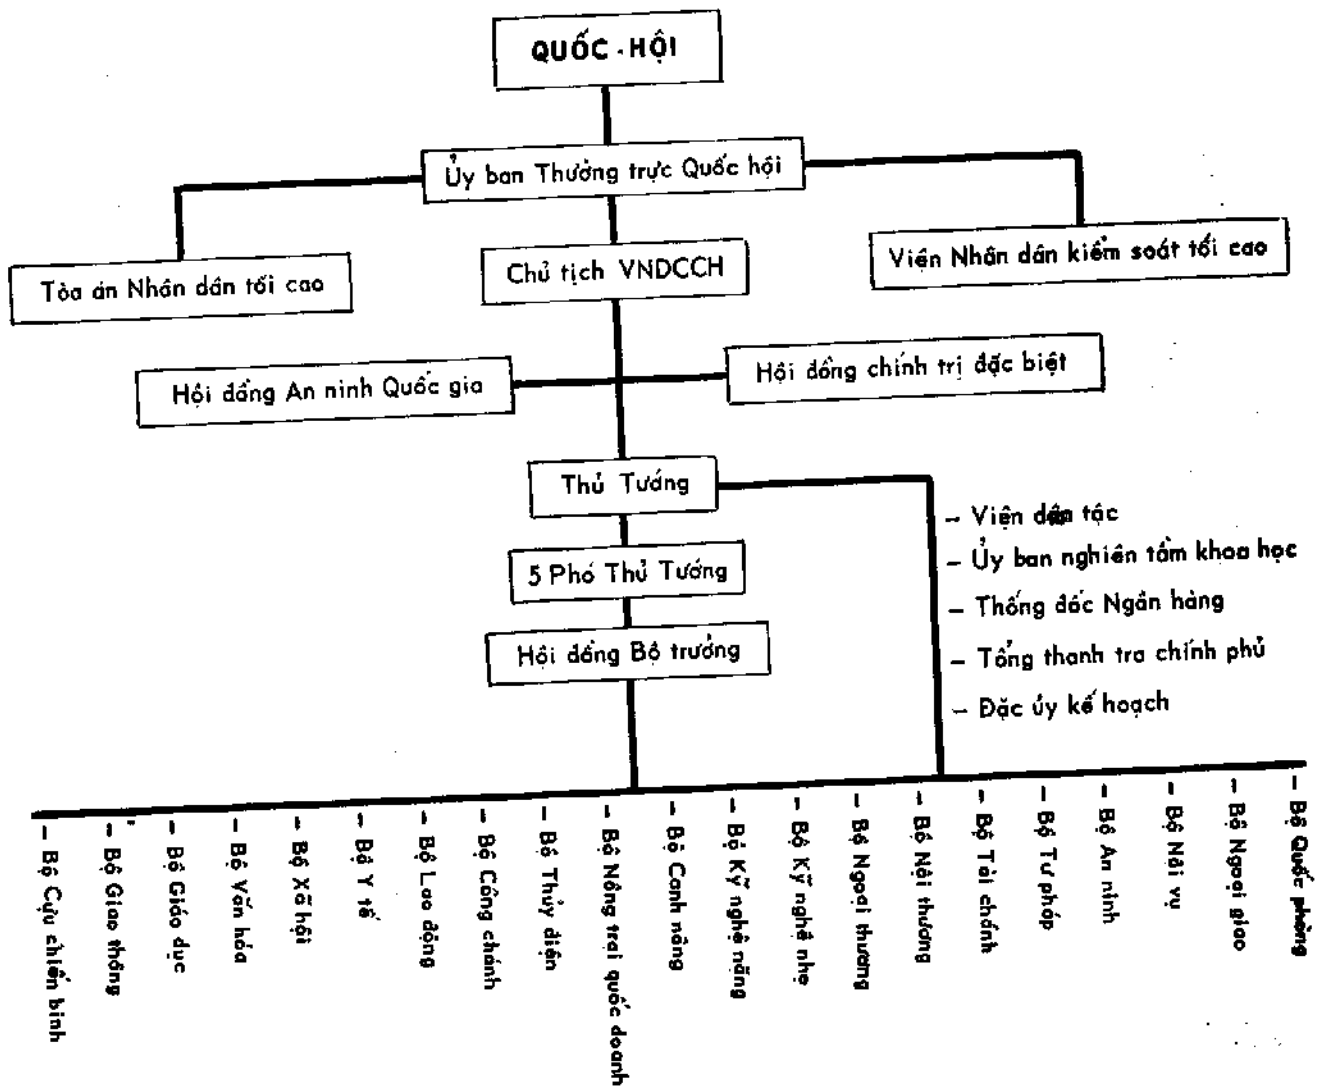 QUỐC - HỘI
Ủy ban Thường trực Quốc hội
Tòa án Nhân dân tối cao
Chủ tịch VNDCCH
Viện Nhân dân kiểm soát tối cao
Hội đồng An ninh Quốc gia
Hội đồng chính trị đặc biệt
Thủ Tướng
5 Phó Thủ Tướng
Hội đồng Bộ trưởng
– Viện dân tộc
– Ủy ban nghiên tầm khoa học
– Thống đốc Ngân hàng
– Tổng thanh tra chính phủ
– Đặc ủy kế hoạch
– Bộ Cựu chiến binh
– Bộ Giao thông
– Bộ Giáo dục
– Bộ Văn hóa
– Bộ Xã hội
– Bộ Y tế
– Bộ Lao động
– Bộ Công chánh
– Bộ Thủy điện
– Bộ Nông trại quốc doanh
– Bộ Canh nông
– Bộ Kỹ nghệ nặng
– Bộ Kỹ nghệ nhẹ
– Bộ Ngoại thương
– Bộ Nội thương
– Bộ Tài chánh
– Bộ Tư pháp
– Bộ An ninh
– Bộ Nội vụ
– Bộ Ngoại giao
– Bộ Quốc phòng